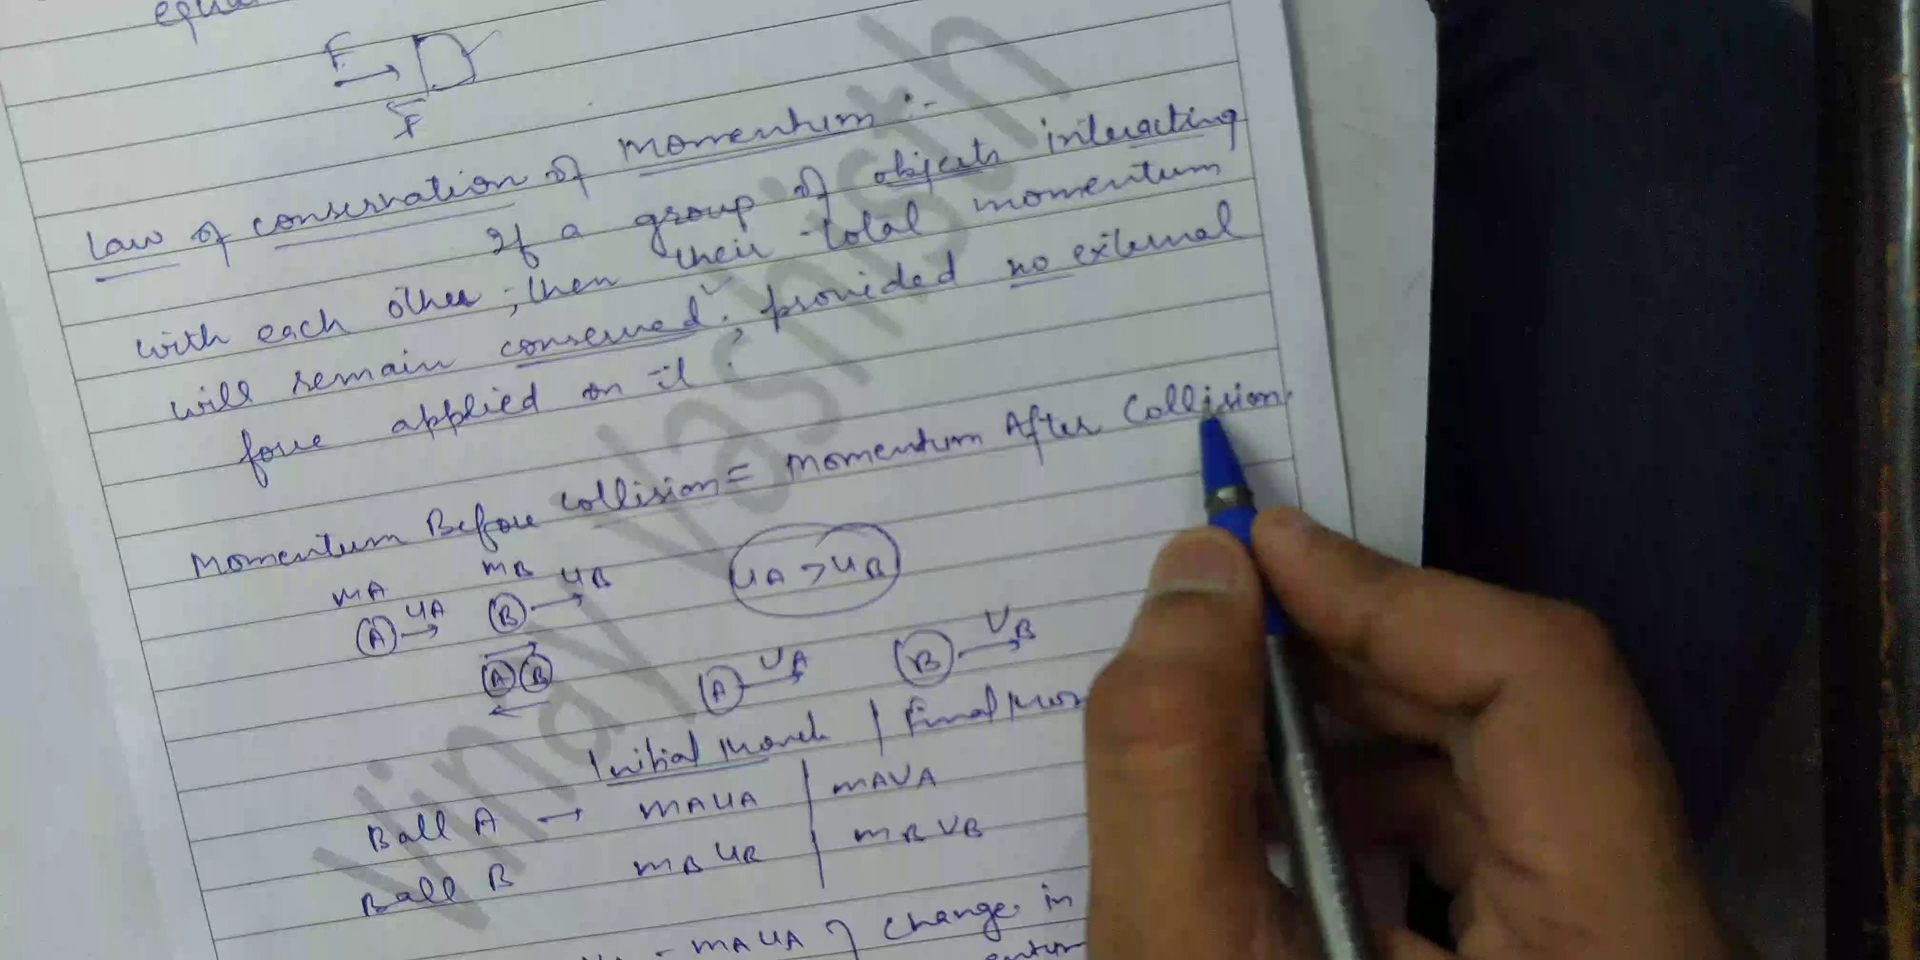 equa
F
F
Law of conservation of Momentum :-
If a group of objects interacting
with each other, then their total momentum
will remain conserved, provided no external
force applied on it.
Momentum Before collision = Momentum After Collision.
mA mB
A uA B uB uA > uB
A B A VA B VB
Initial | Final Mom
Ball A → mAuA | mAVA
Ball B mBuB | mBVB
- mAuA } change in
entum
Vinay Vashisth